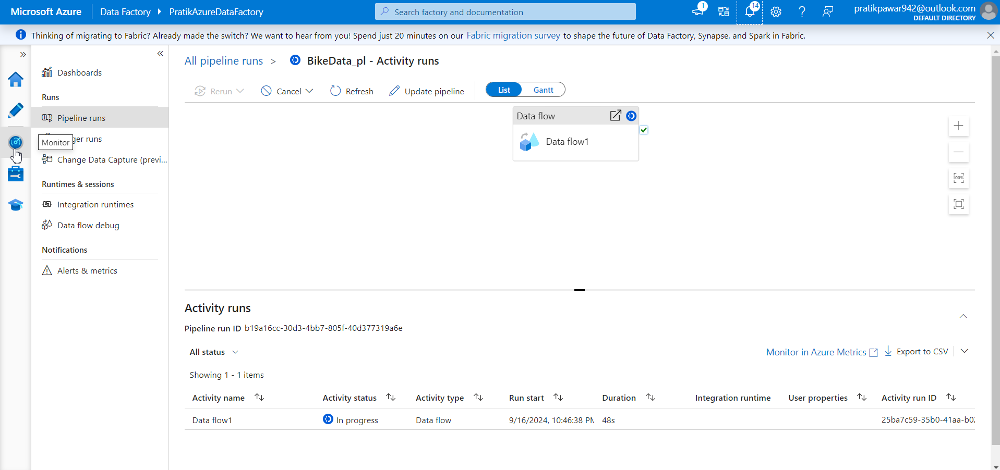 Microsoft Azure
Data Factory
PratikAzureDataFactory
Search factory and documentation
1
14
pratikpawar942@outlook.com
DEFAULT DIRECTORY
Thinking of migrating to Fabric? Already made the switch? We want to hear from you! Spend just 20 minutes on our Fabric migration survey to shape the future of Data Factory, Synapse, and Spark in Fabric.
Dashboards
Runs
Pipeline runs
Monitor
ger runs
Change Data Capture (previ...
Runtimes & sessions
Integration runtimes
Data flow debug
Notifications
Alerts & metrics
All pipeline runs > BikeData_pl - Activity runs
Rerun
Cancel
Refresh
Update pipeline
List
Gantt
Data flow
Data flow1
100%
Activity runs
Pipeline run ID b19a16cc-30d3-4bb7-805f-40d377319a6e
All status
Monitor in Azure Metrics
Export to CSV
Showing 1 - 1 items
Activity name Activity status Activity type Run start Duration Integration runtime User properties Activity run ID
Data flow1 In progress Data flow 9/16/2024, 10:46:38 PM 48s 25ba7c59-35b0-41aa-b02